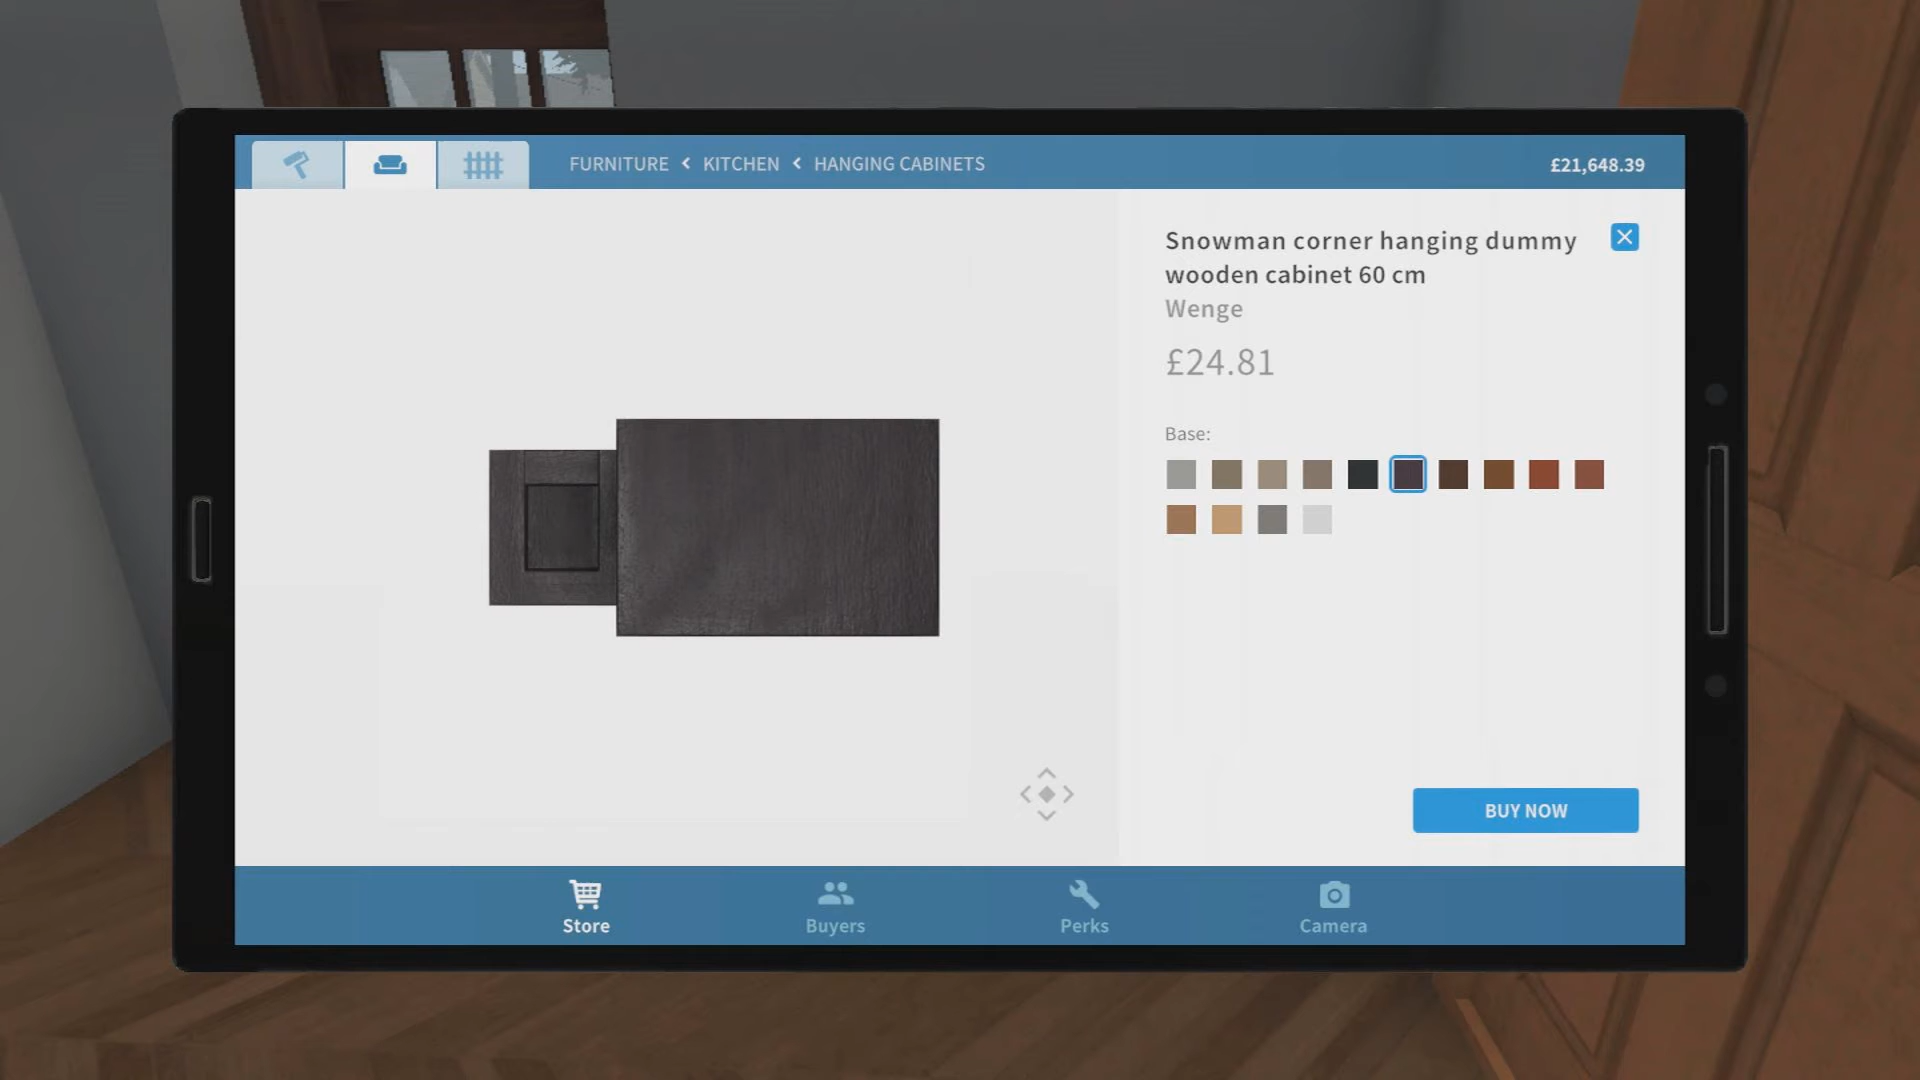 FURNITURE < KITCHEN < HANGING CABINETS
£21,648.39
Snowman corner hanging dummy
wooden cabinet 60 cm
Wenge
£24.81
Base:
BUY NOW
Store
Buyers
Perks
Camera